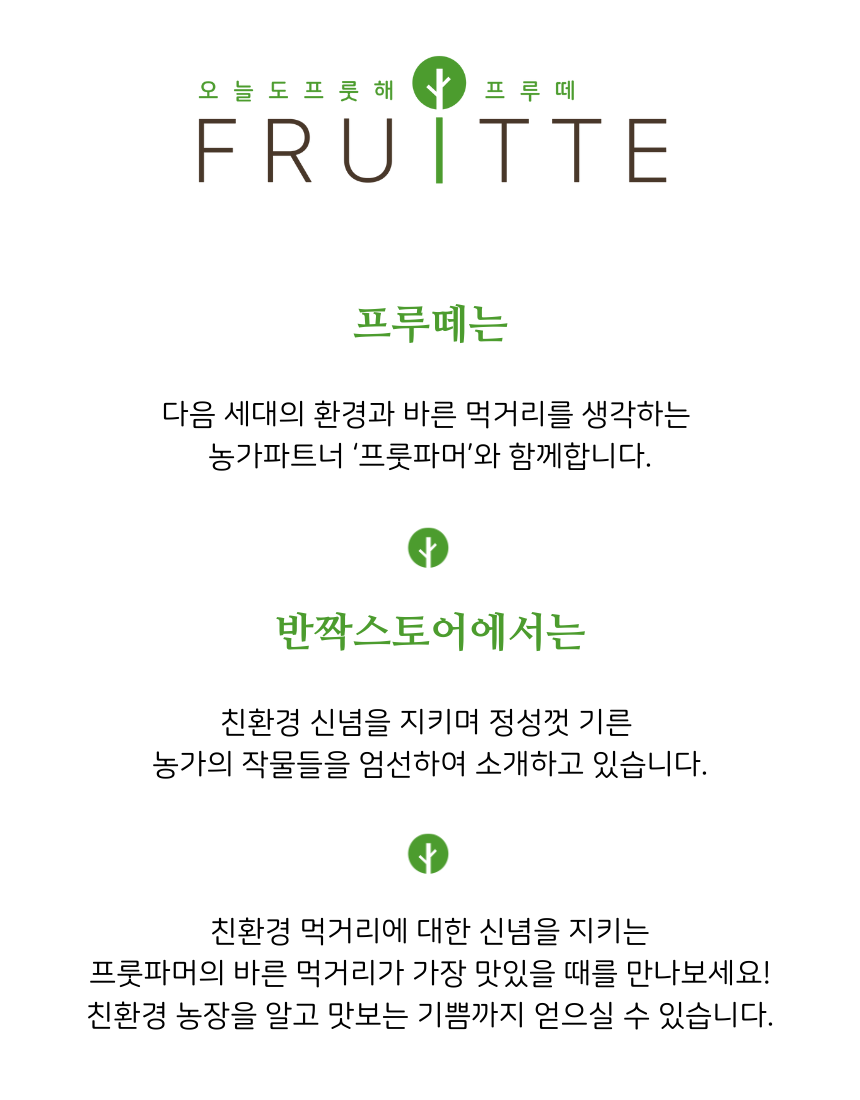 오늘도프룻해 프루떼
FRUITTE
프루떼는
다음 세대의 환경과 바른 먹거리를 생각하는
농가파트너 ‘프룻파머’와 함께합니다.
반짝스토어에서는
친환경 신념을 지키며 정성껏 기른
농가의 작물들을 엄선하여 소개하고 있습니다.
친환경 먹거리에 대한 신념을 지키는
프룻파머의 바른 먹거리가 가장 맛있을 때를 만나보세요!
친환경 농장을 알고 맛보는 기쁨까지 얻으실 수 있습니다.